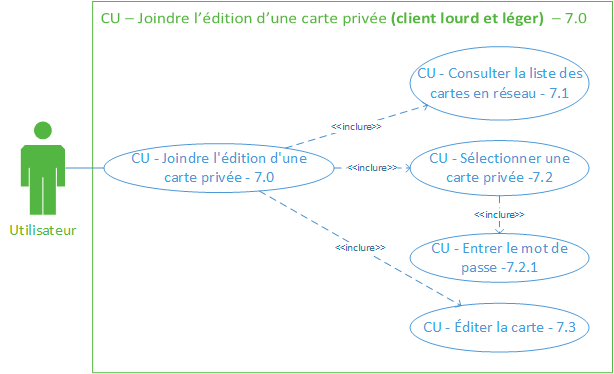 CU – Joindre l'édition d'une carte privée (client lourd et léger) – 7.0
CU - Consulter la liste des
cartes en réseau - 7.1
<<inclure>>
CU - Joindre l'édition d'une
carte privée - 7.0
<<inclure>>
CU - Sélectionner une
carte privée -7.2
<<inclure>>
Utilisateur
<<inclure>>
CU - Entrer le mot de
passe -7.2.1
CU - Éditer la carte - 7.3